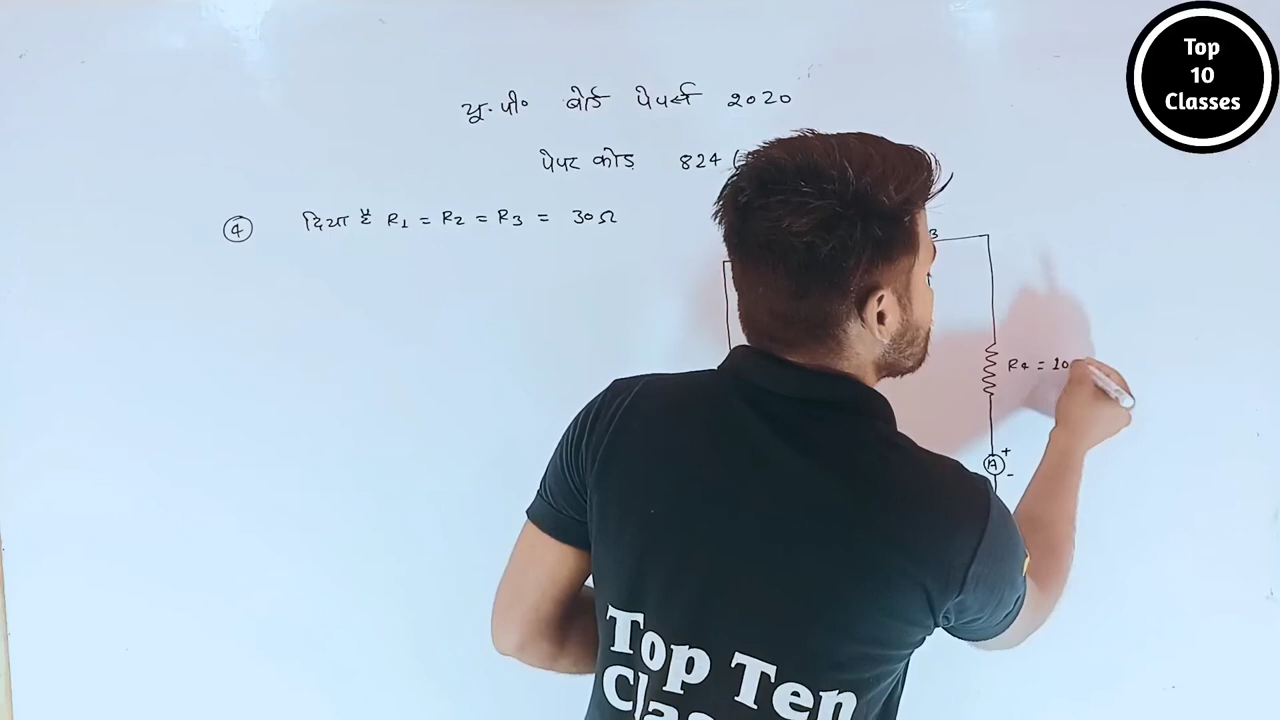 Top
10
Classes
यू. पी० बोर्ड पेपर्स 2020
पेपर कोड 824 (
④ दिया है R1 = R2 = R3 = 30Ω
B
R4 = 10
+
A
-
Top Ten